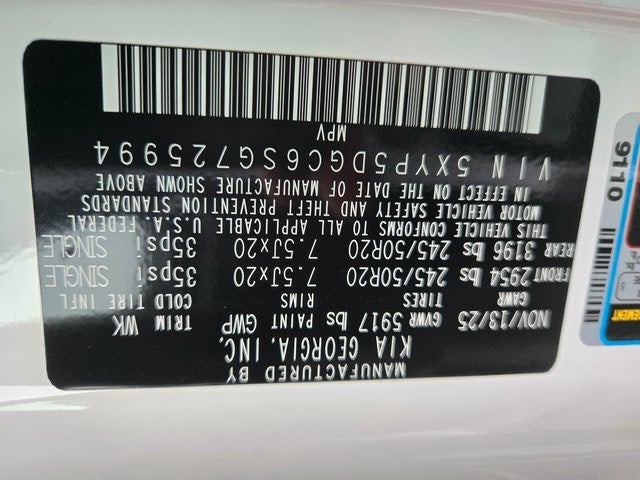 MANUFACTURED BY
KIA GEORGIA, INC.
NOV/13/25 GVWR 5917 lbs PAINT GWP TRIM WK
GAWR TIRES RIMS COLD TIRE INFL
FRONT 2954 lbs 245/50R20 7.5Jx20 35psi SINGLE
REAR 3196 lbs 245/50R20 7.5Jx20 35psi SINGLE
THIS VEHICLE CONFORMS TO ALL APPLICABLE U.S.A. FEDERAL
MOTOR VEHICLE SAFETY AND THEFT PREVENTION STANDARDS
IN EFFECT ON THE DATE OF MANUFACTURE SHOWN ABOVE
VIN 5XYP5DGC6SG725994
MPV
9110